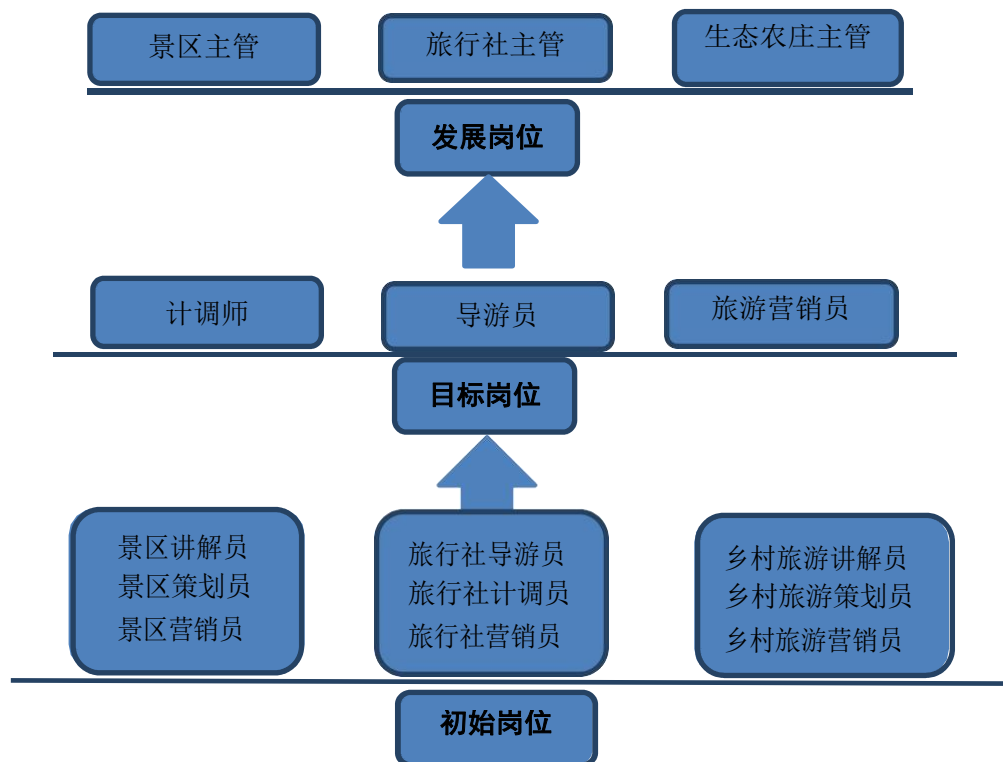 景区主管
旅行社主管
生态农庄主管
发展岗位
计调师
导游员
旅游营销员
目标岗位
景区讲解员
景区策划员
景区营销员
旅行社导游员
旅行社计调员
旅行社营销员
乡村旅游讲解员
乡村旅游策划员
乡村旅游营销员
初始岗位